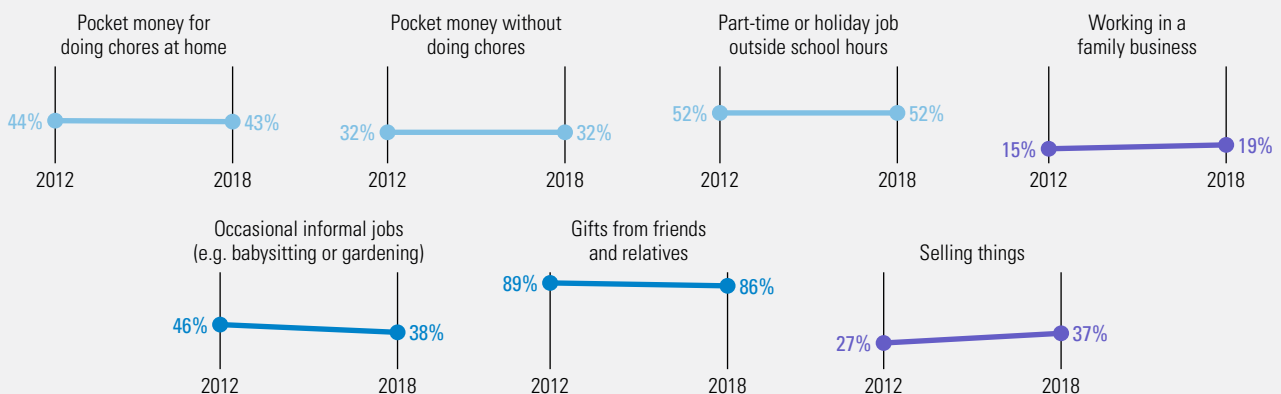 Pocket money for
doing chores at home
44%
43%
2012
2018
Pocket money without
doing chores
32%
32%
2012
2018
Part-time or holiday job
outside school hours
52%
52%
2012
2018
Working in a
family business
15%
19%
2012
2018
Occasional informal jobs
(e.g. babysitting or gardening)
46%
38%
2012
2018
Gifts from friends
and relatives
89%
86%
2012
2018
Selling things
27%
37%
2012
2018